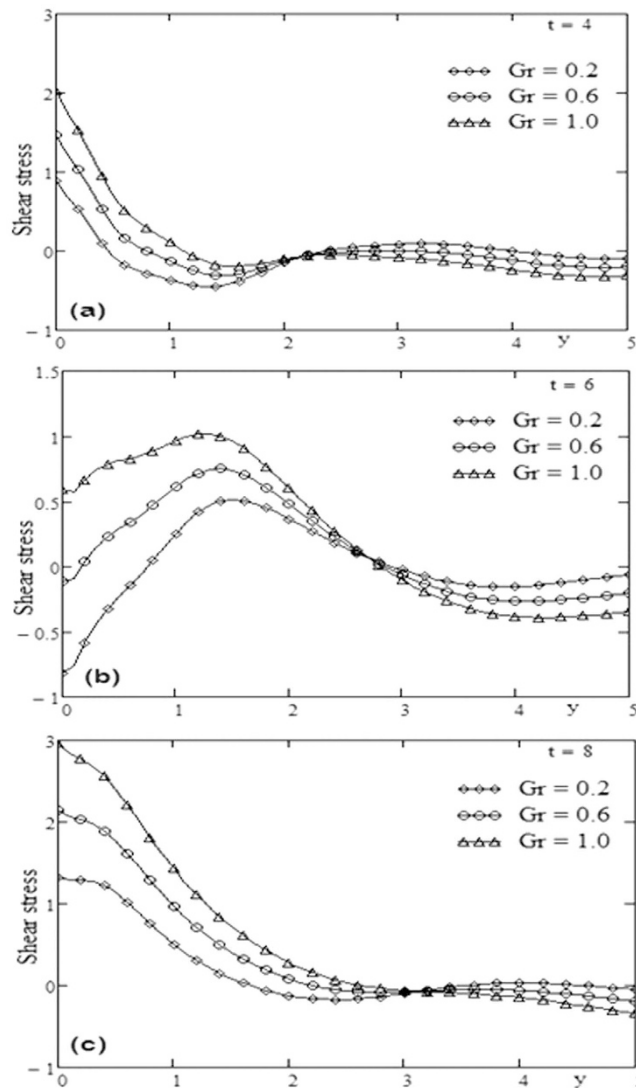 3
t = 4
Gr = 0.2
2
Gr = 0.6
Gr = 1.0
1
Shear stress
0
(a)
− 1
0
1
2
3
4
y
5
1.5
t = 6
Gr = 0.2
1
Gr = 0.6
Gr = 1.0
0.5
Shear stress
0
− 0.5
(b)
− 1
0
1
2
3
4
y
5
3
t = 8
Gr = 0.2
Gr = 0.6
2
Gr = 1.0
Shear stress
1
0
(c)
− 1
0
1
2
3
4
y
5